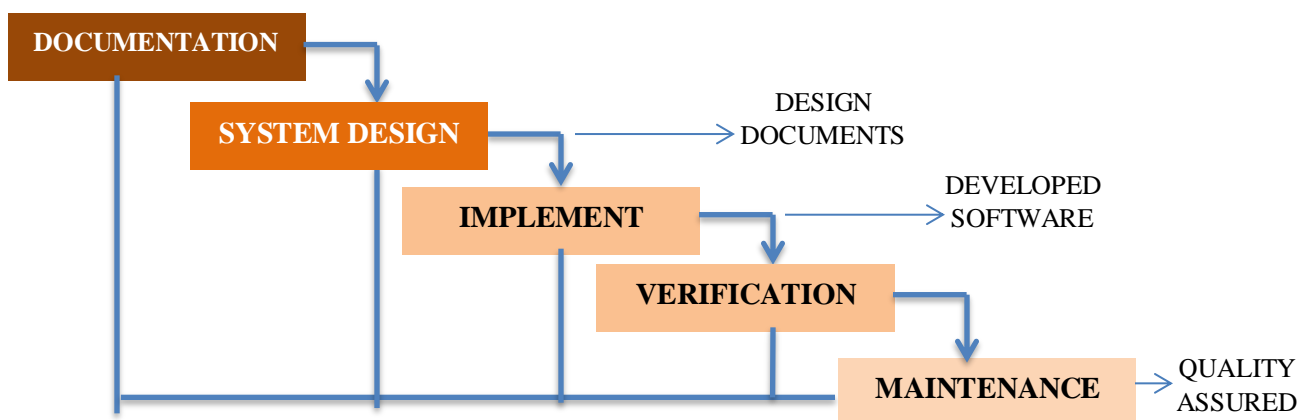 DOCUMENTATION
SYSTEM DESIGN
DESIGN
DOCUMENTS
IMPLEMENT
DEVELOPED
SOFTWARE
VERIFICATION
MAINTENANCE
QUALITY
ASSURED